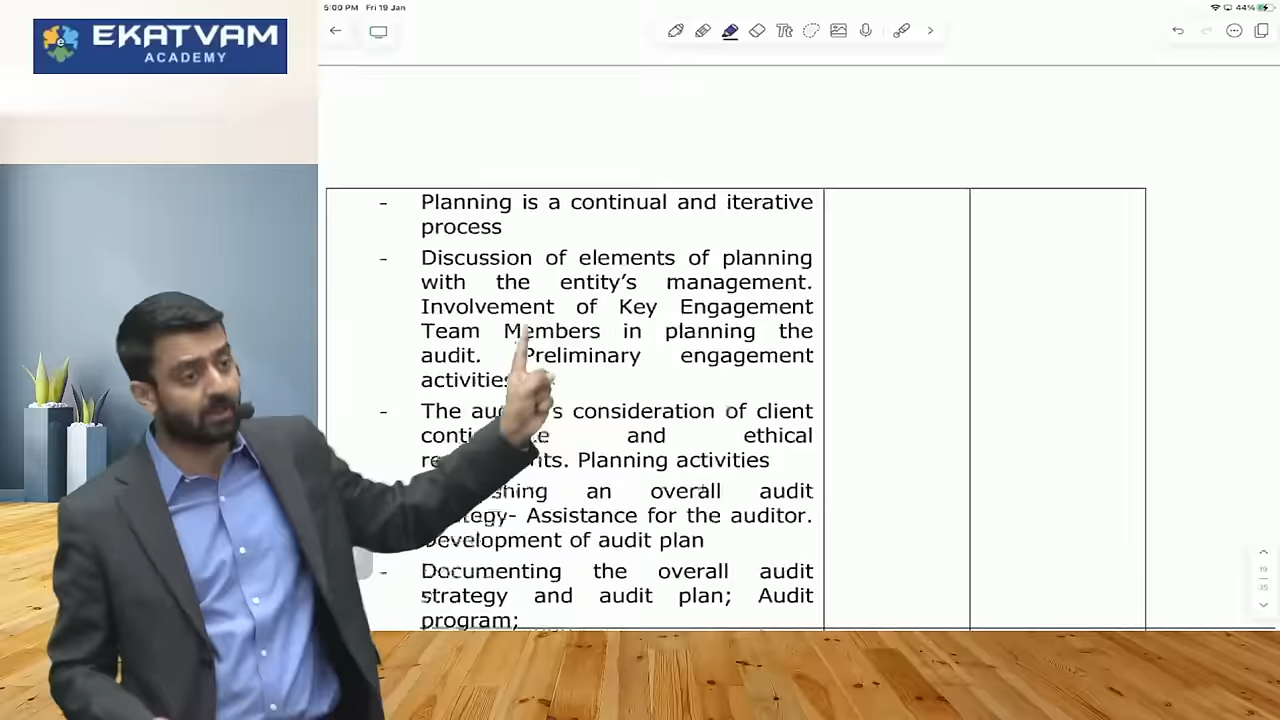 EKATVAM
ACADEMY
5:00 PM Fri 19 Jan
44%
- Planning is a continual and iterative
process
- Discussion of elements of planning
with the entity's management.
Involvement of Key Engagement
Team Members in planning the
audit. Preliminary engagement
- The consideration of client
and ethical
Planning activities
an overall audit
Assistance for the auditor.
Development of audit plan
- Documenting the overall audit
strategy and audit plan; Audit
program;
19
35